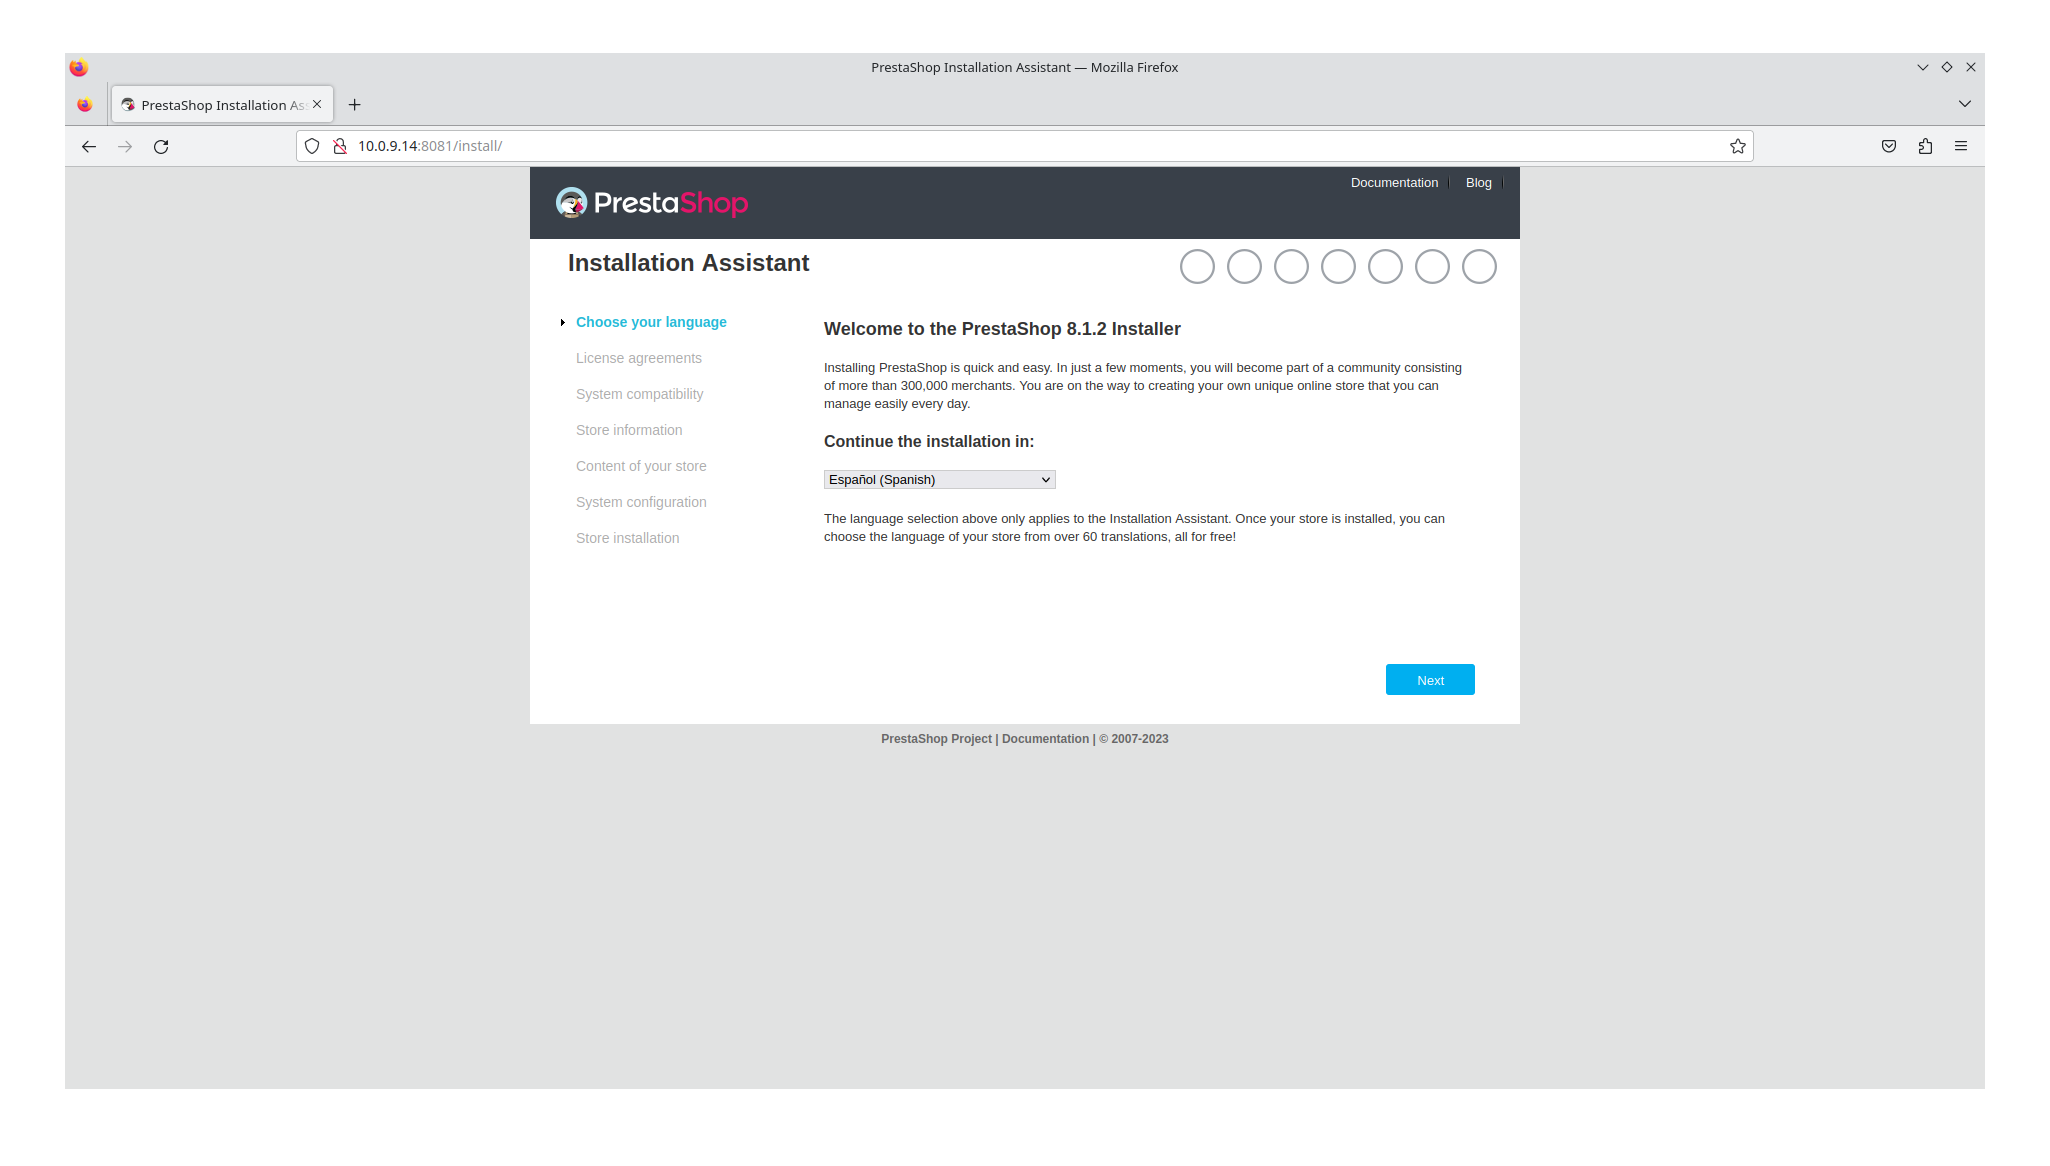 PrestaShop Installation Assistant — Mozilla Firefox
PrestaShop Installation As
10.0.9.14:8081/install/
Documentation
Blog
PrestaShop
Installation Assistant
Choose your language
License agreements
System compatibility
Store information
Content of your store
System configuration
Store installation
Welcome to the PrestaShop 8.1.2 Installer
Installing PrestaShop is quick and easy. In just a few moments, you will become part of a community consisting
of more than 300,000 merchants. You are on the way to creating your own unique online store that you can
manage easily every day.
Continue the installation in:
Español (Spanish)
The language selection above only applies to the Installation Assistant. Once your store is installed, you can
choose the language of your store from over 60 translations, all for free!
Next
PrestaShop Project | Documentation | © 2007-2023